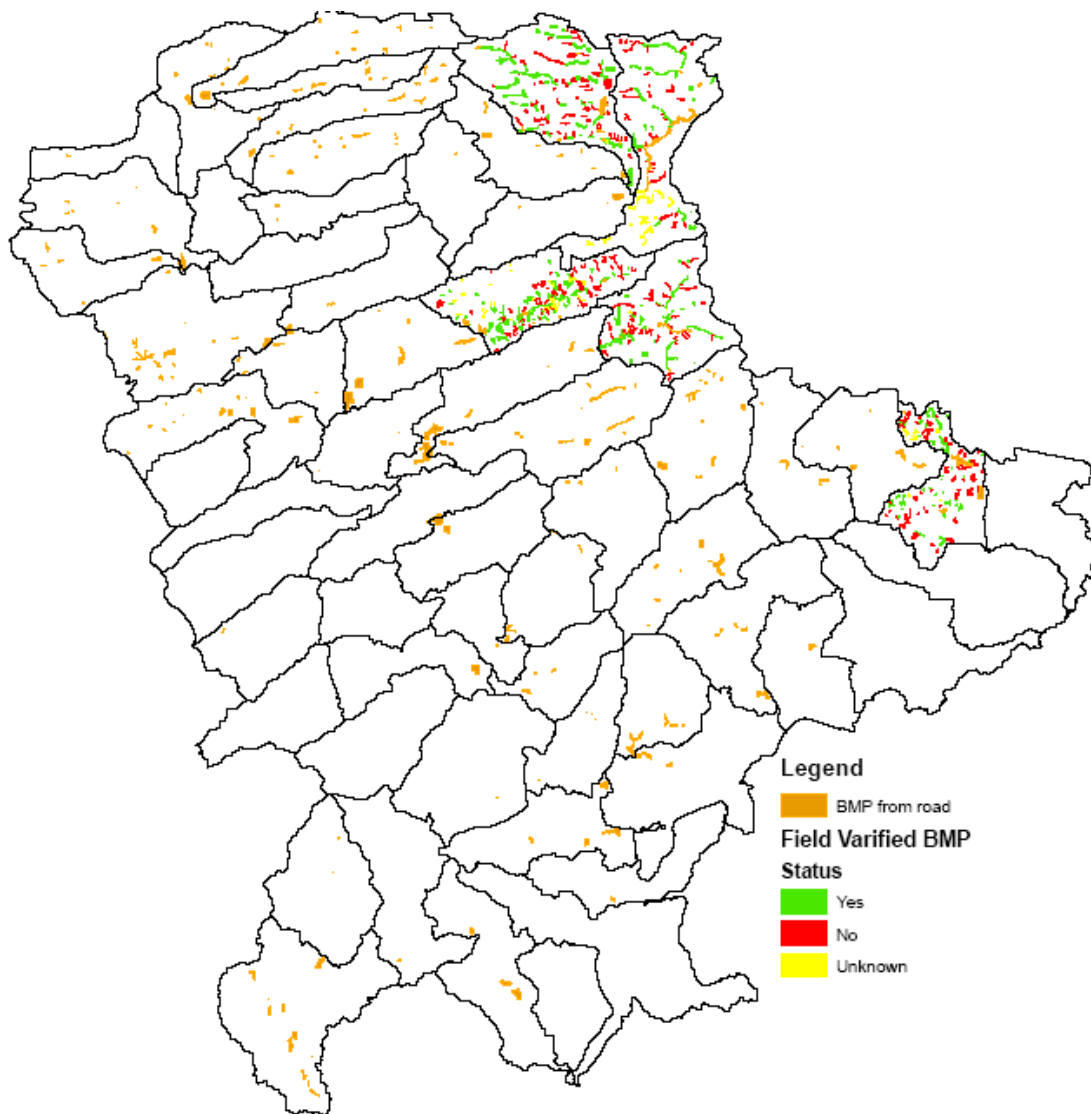 Legend
BMP from road
Field Varified BMP
Status
Yes
No
Unknown